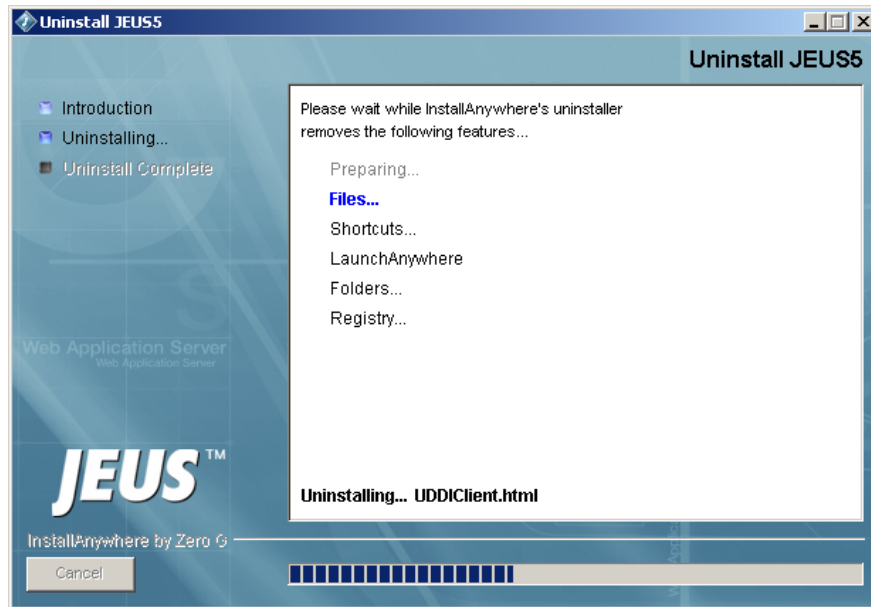 Uninstall JEUS5
Uninstall JEUS5
Introduction
Uninstalling...
Uninstall Complete
Please wait while InstallAnywhere's uninstaller
removes the following features...
Preparing...
Files...
Shortcuts...
LaunchAnywhere
Folders...
Registry...
Web Application Server
Web Application Server
JEUS™
Uninstalling... UDDIClient.html
InstallAnywhere by Zero G
Cancel